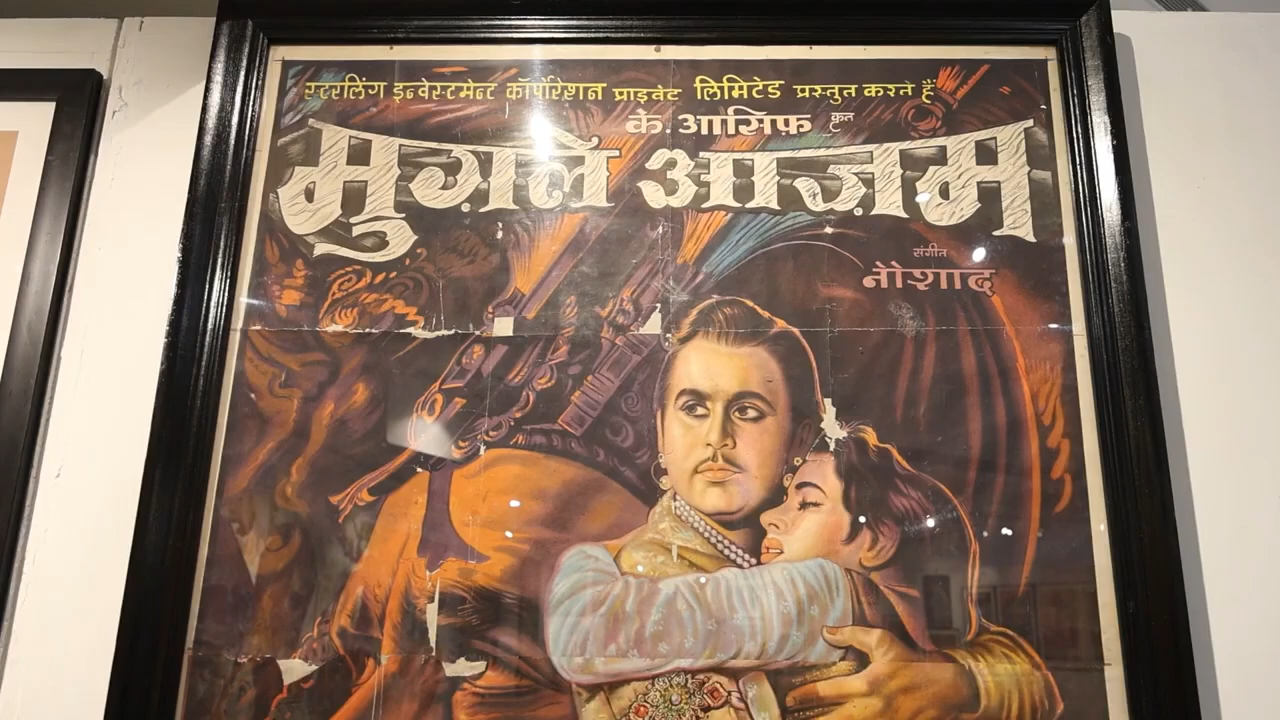 स्टरलिंग इन्वेस्टमेन्ट कॉर्पोरेशन प्राइवेट लिमिटेड प्रस्तुत करते हैं
के. आसिफ़ कृत
मुग़ले आज़म
संगीत
नौशाद